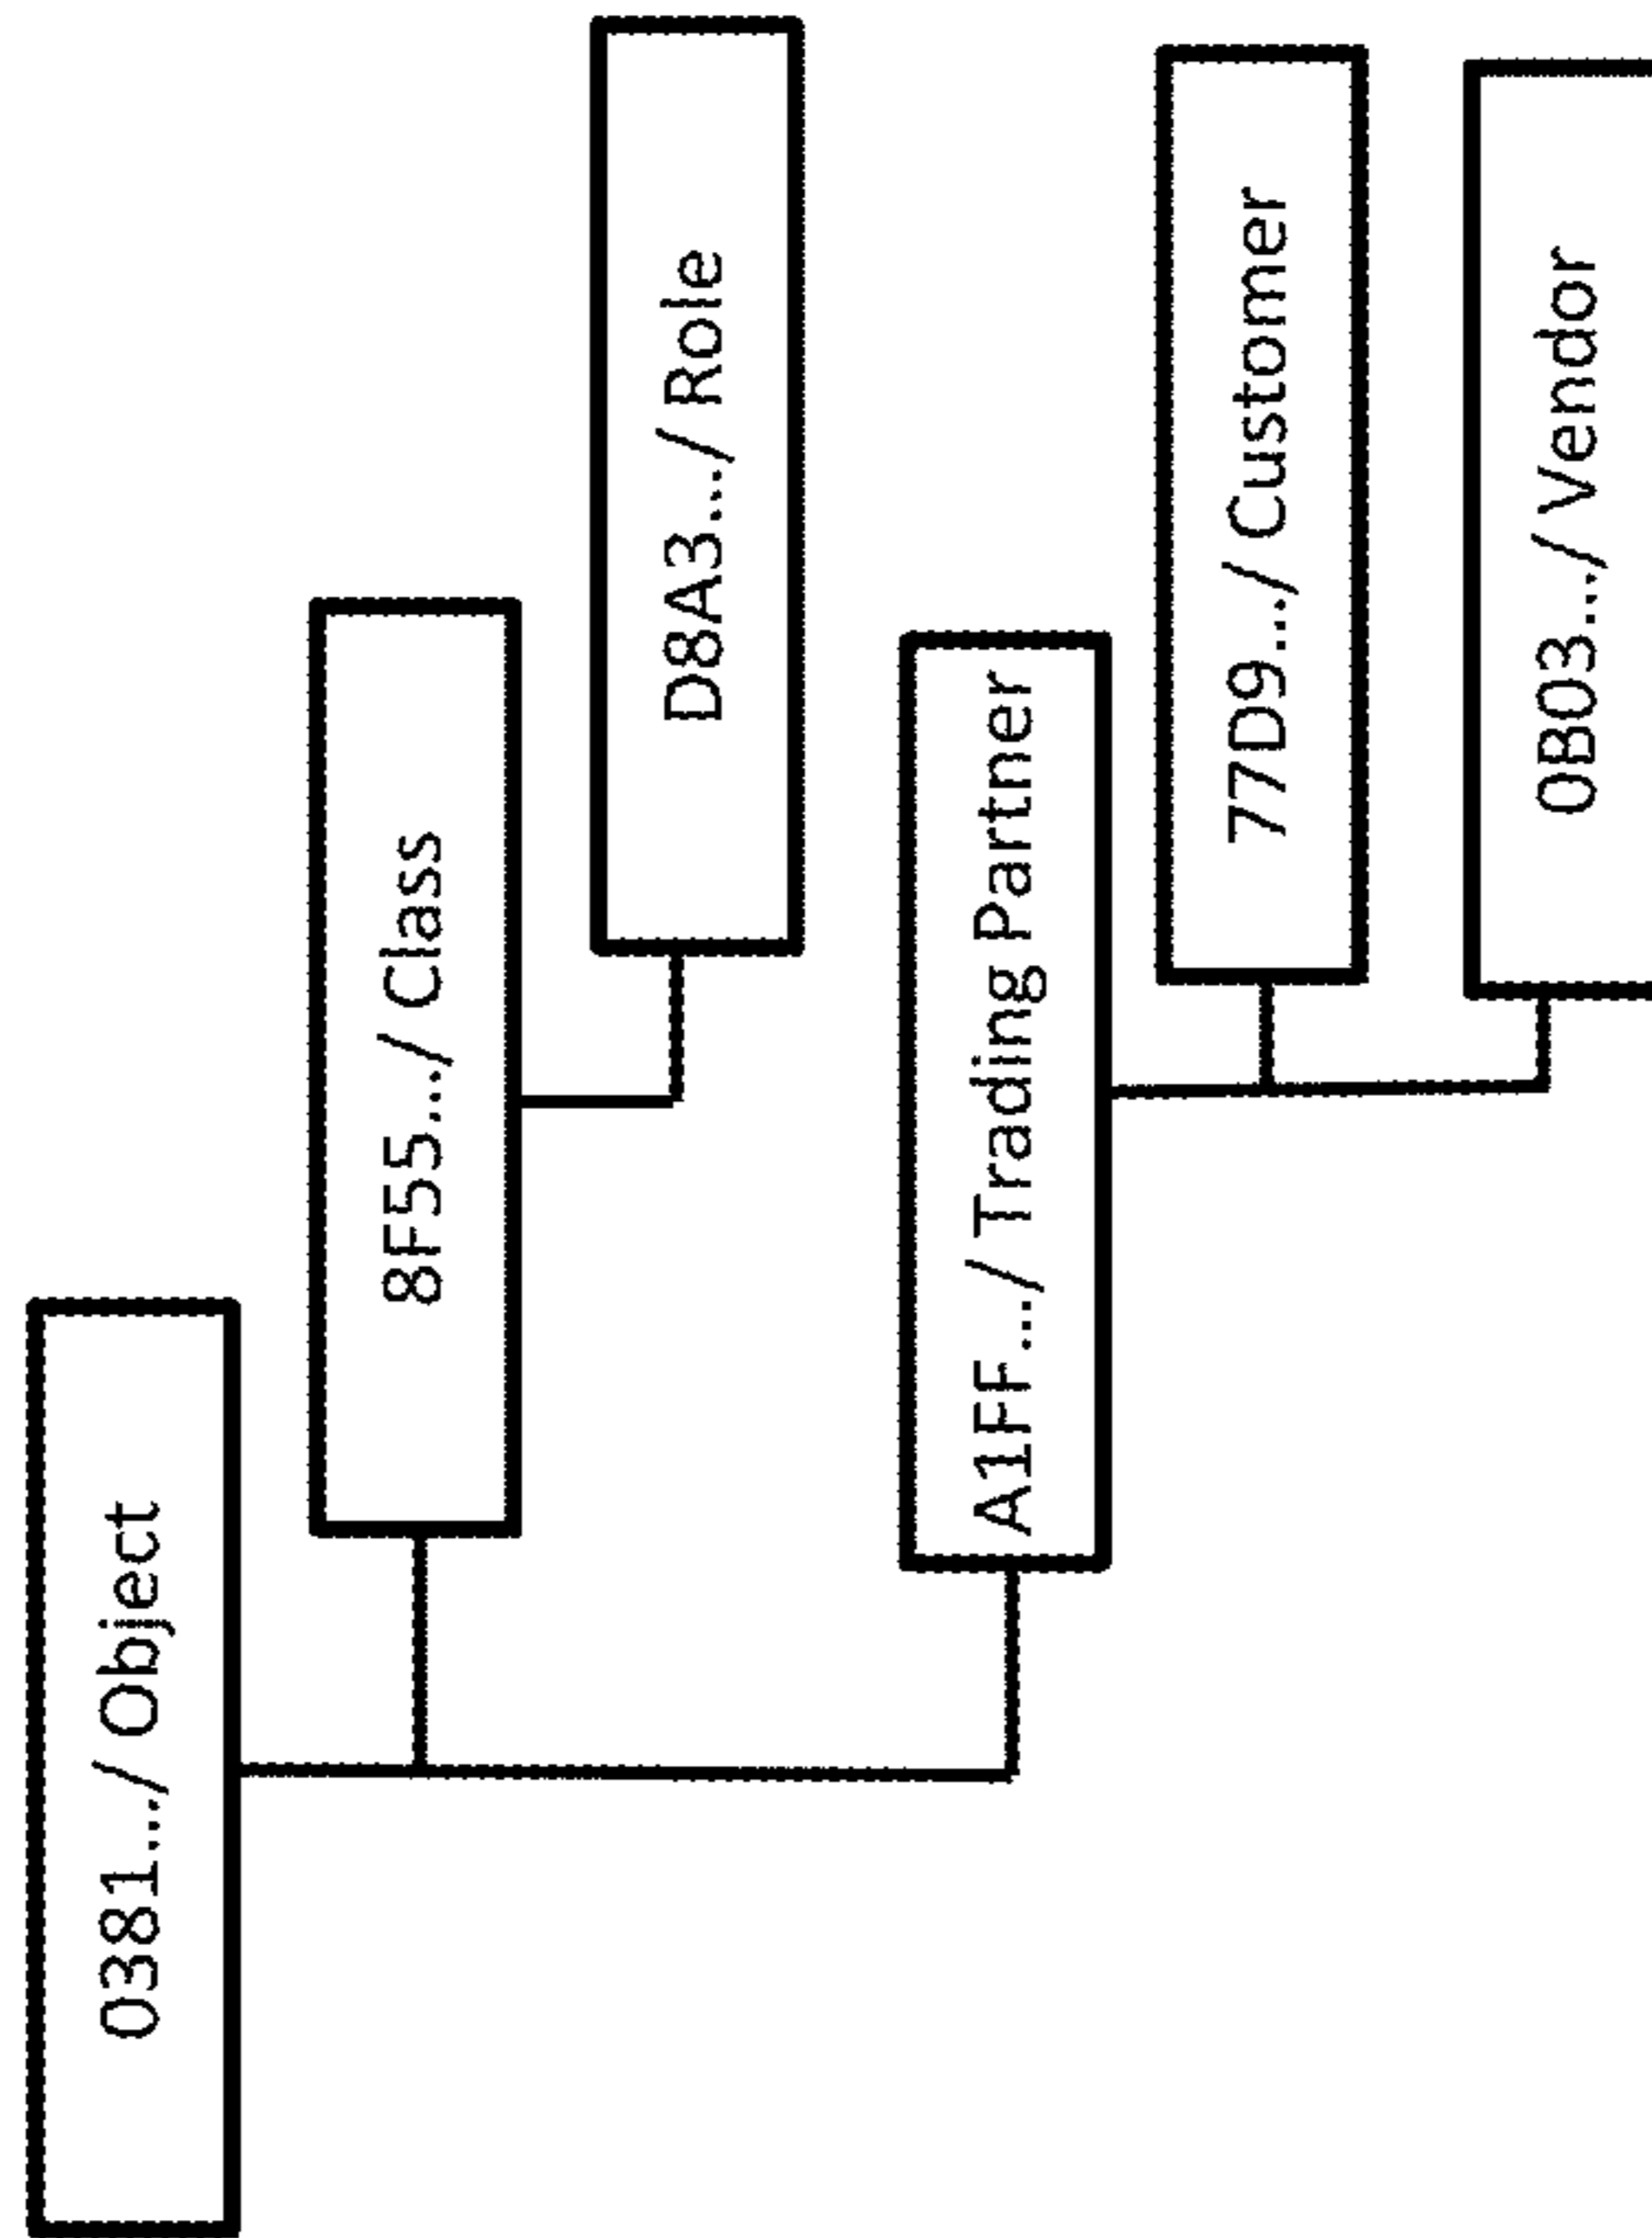 0381.../ Object
8F55.../ Class
D8A3.../ Role
A1FF.../ Trading Partner
77D9.../ Customer
0B03.../ Vendor